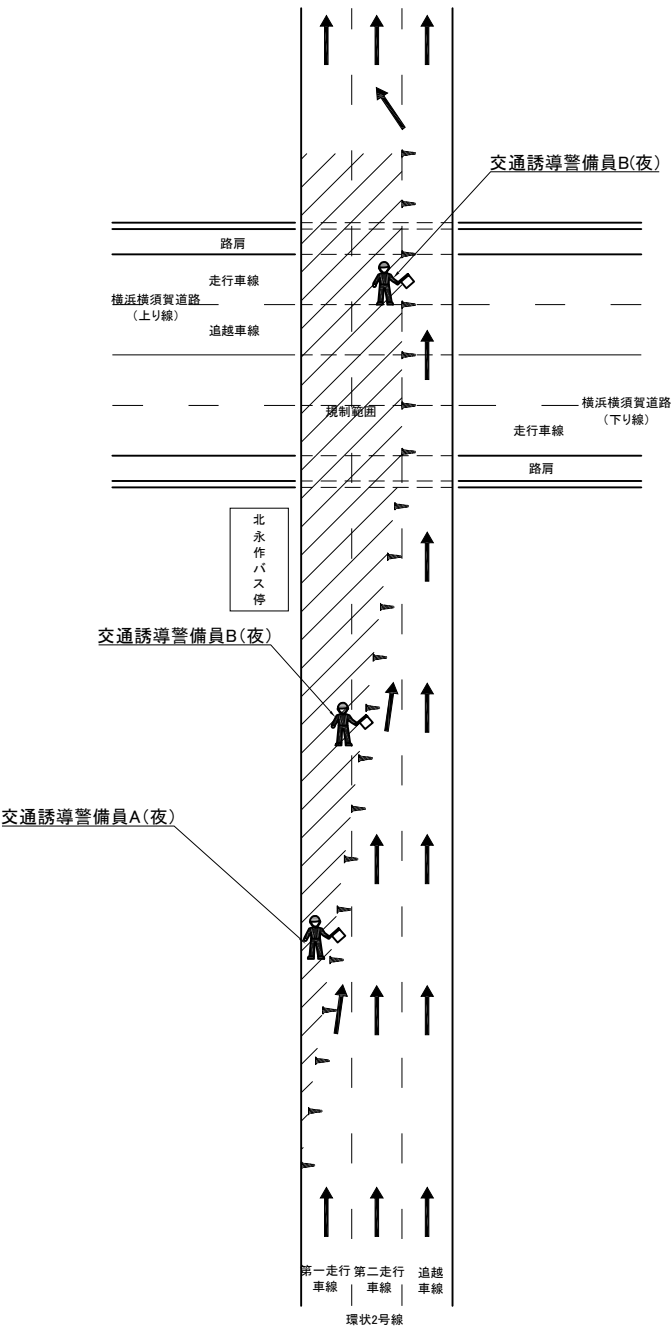 交通誘導警備員B(夜)
路肩
走行車線
横浜横須賀道路
(上り線)
追越車線
規制範囲
横浜横須賀道路
(下り線)
走行車線
路肩
北永作バス停
交通誘導警備員B(夜)
交通誘導警備員A(夜)
第一走行
車線
第二走行
車線
追越
車線
環状2号線